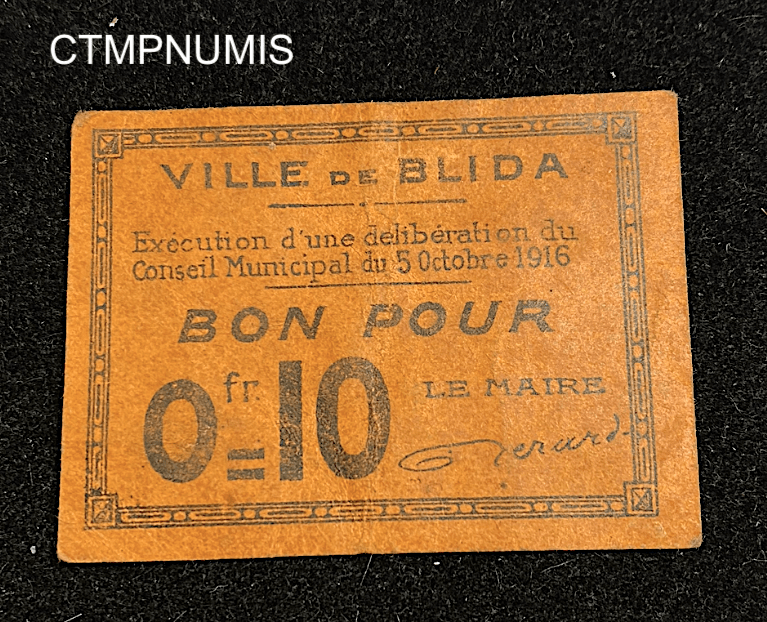 CTMPNUMIS
VILLE DE BLIDA
Exécution d'une délibération du
Conseil Municipal du 5 Octobre 1916
BON POUR
0 fr. = 10
LE MAIRE
Gerard